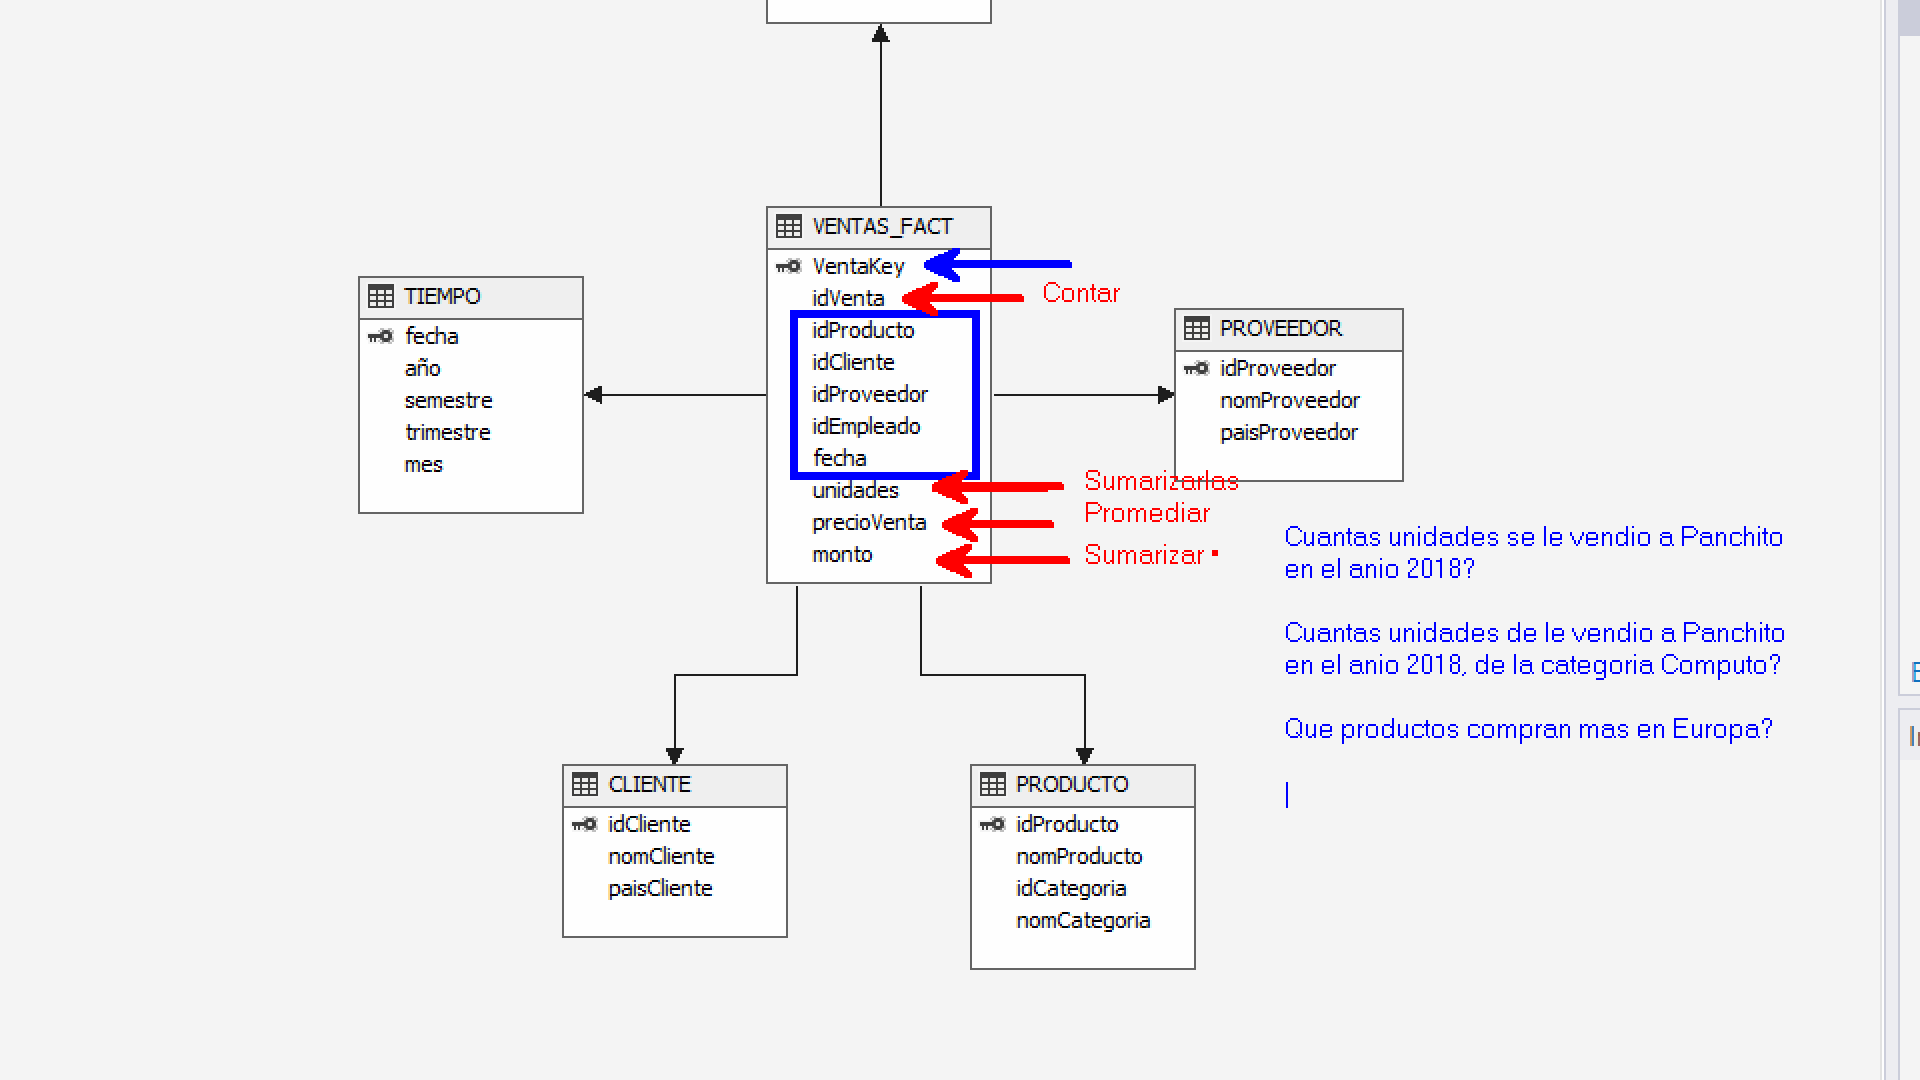 VENTAS_FACT
VentaKey
idVenta
idProducto
idCliente
idProveedor
idEmpleado
fecha
unidades
precioVenta
monto
Contar
Sumarizarlas
Promediar
Sumarizar
TIEMPO
fecha
año
semestre
trimestre
mes
PROVEEDOR
idProveedor
nomProveedor
paisProveedor
Cuantas unidades se le vendio a Panchito
en el anio 2018?
Cuantas unidades de le vendio a Panchito
en el anio 2018, de la categoria Computo?
Que productos compran mas en Europa?
CLIENTE
idCliente
nomCliente
paisCliente
PRODUCTO
idProducto
nomProducto
idCategoria
nomCategoria